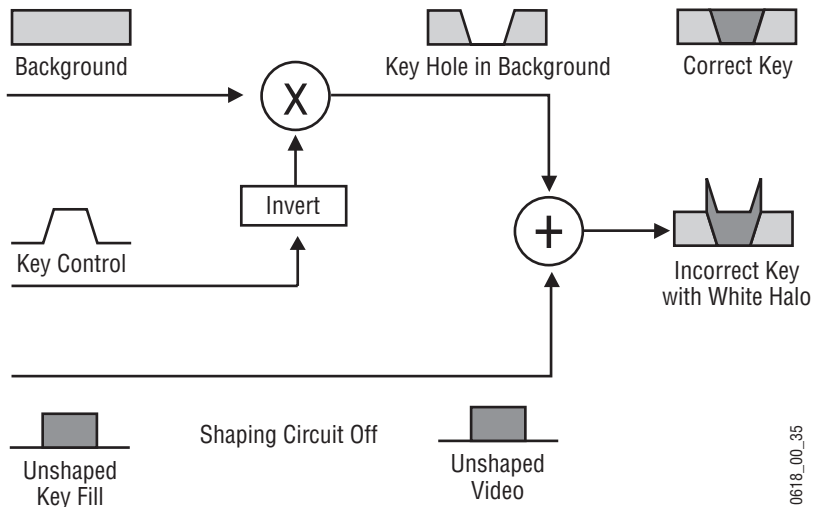 Background
Key Hole in Background
Correct Key
X
Invert
Key Control
+
Incorrect Key
with White Halo
Shaping Circuit Off
Unshaped
Key Fill
Unshaped
Video
0618_00_35